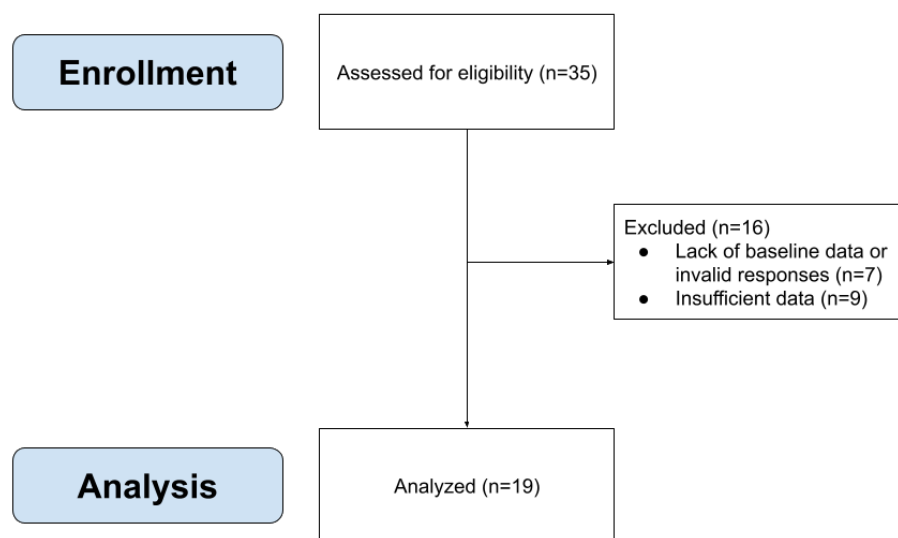 Enrollment
Assessed for eligibility (n=35)
Excluded (n=16)
● Lack of baseline data or
invalid responses (n=7)
● Insufficient data (n=9)
Analysis
Analyzed (n=19)